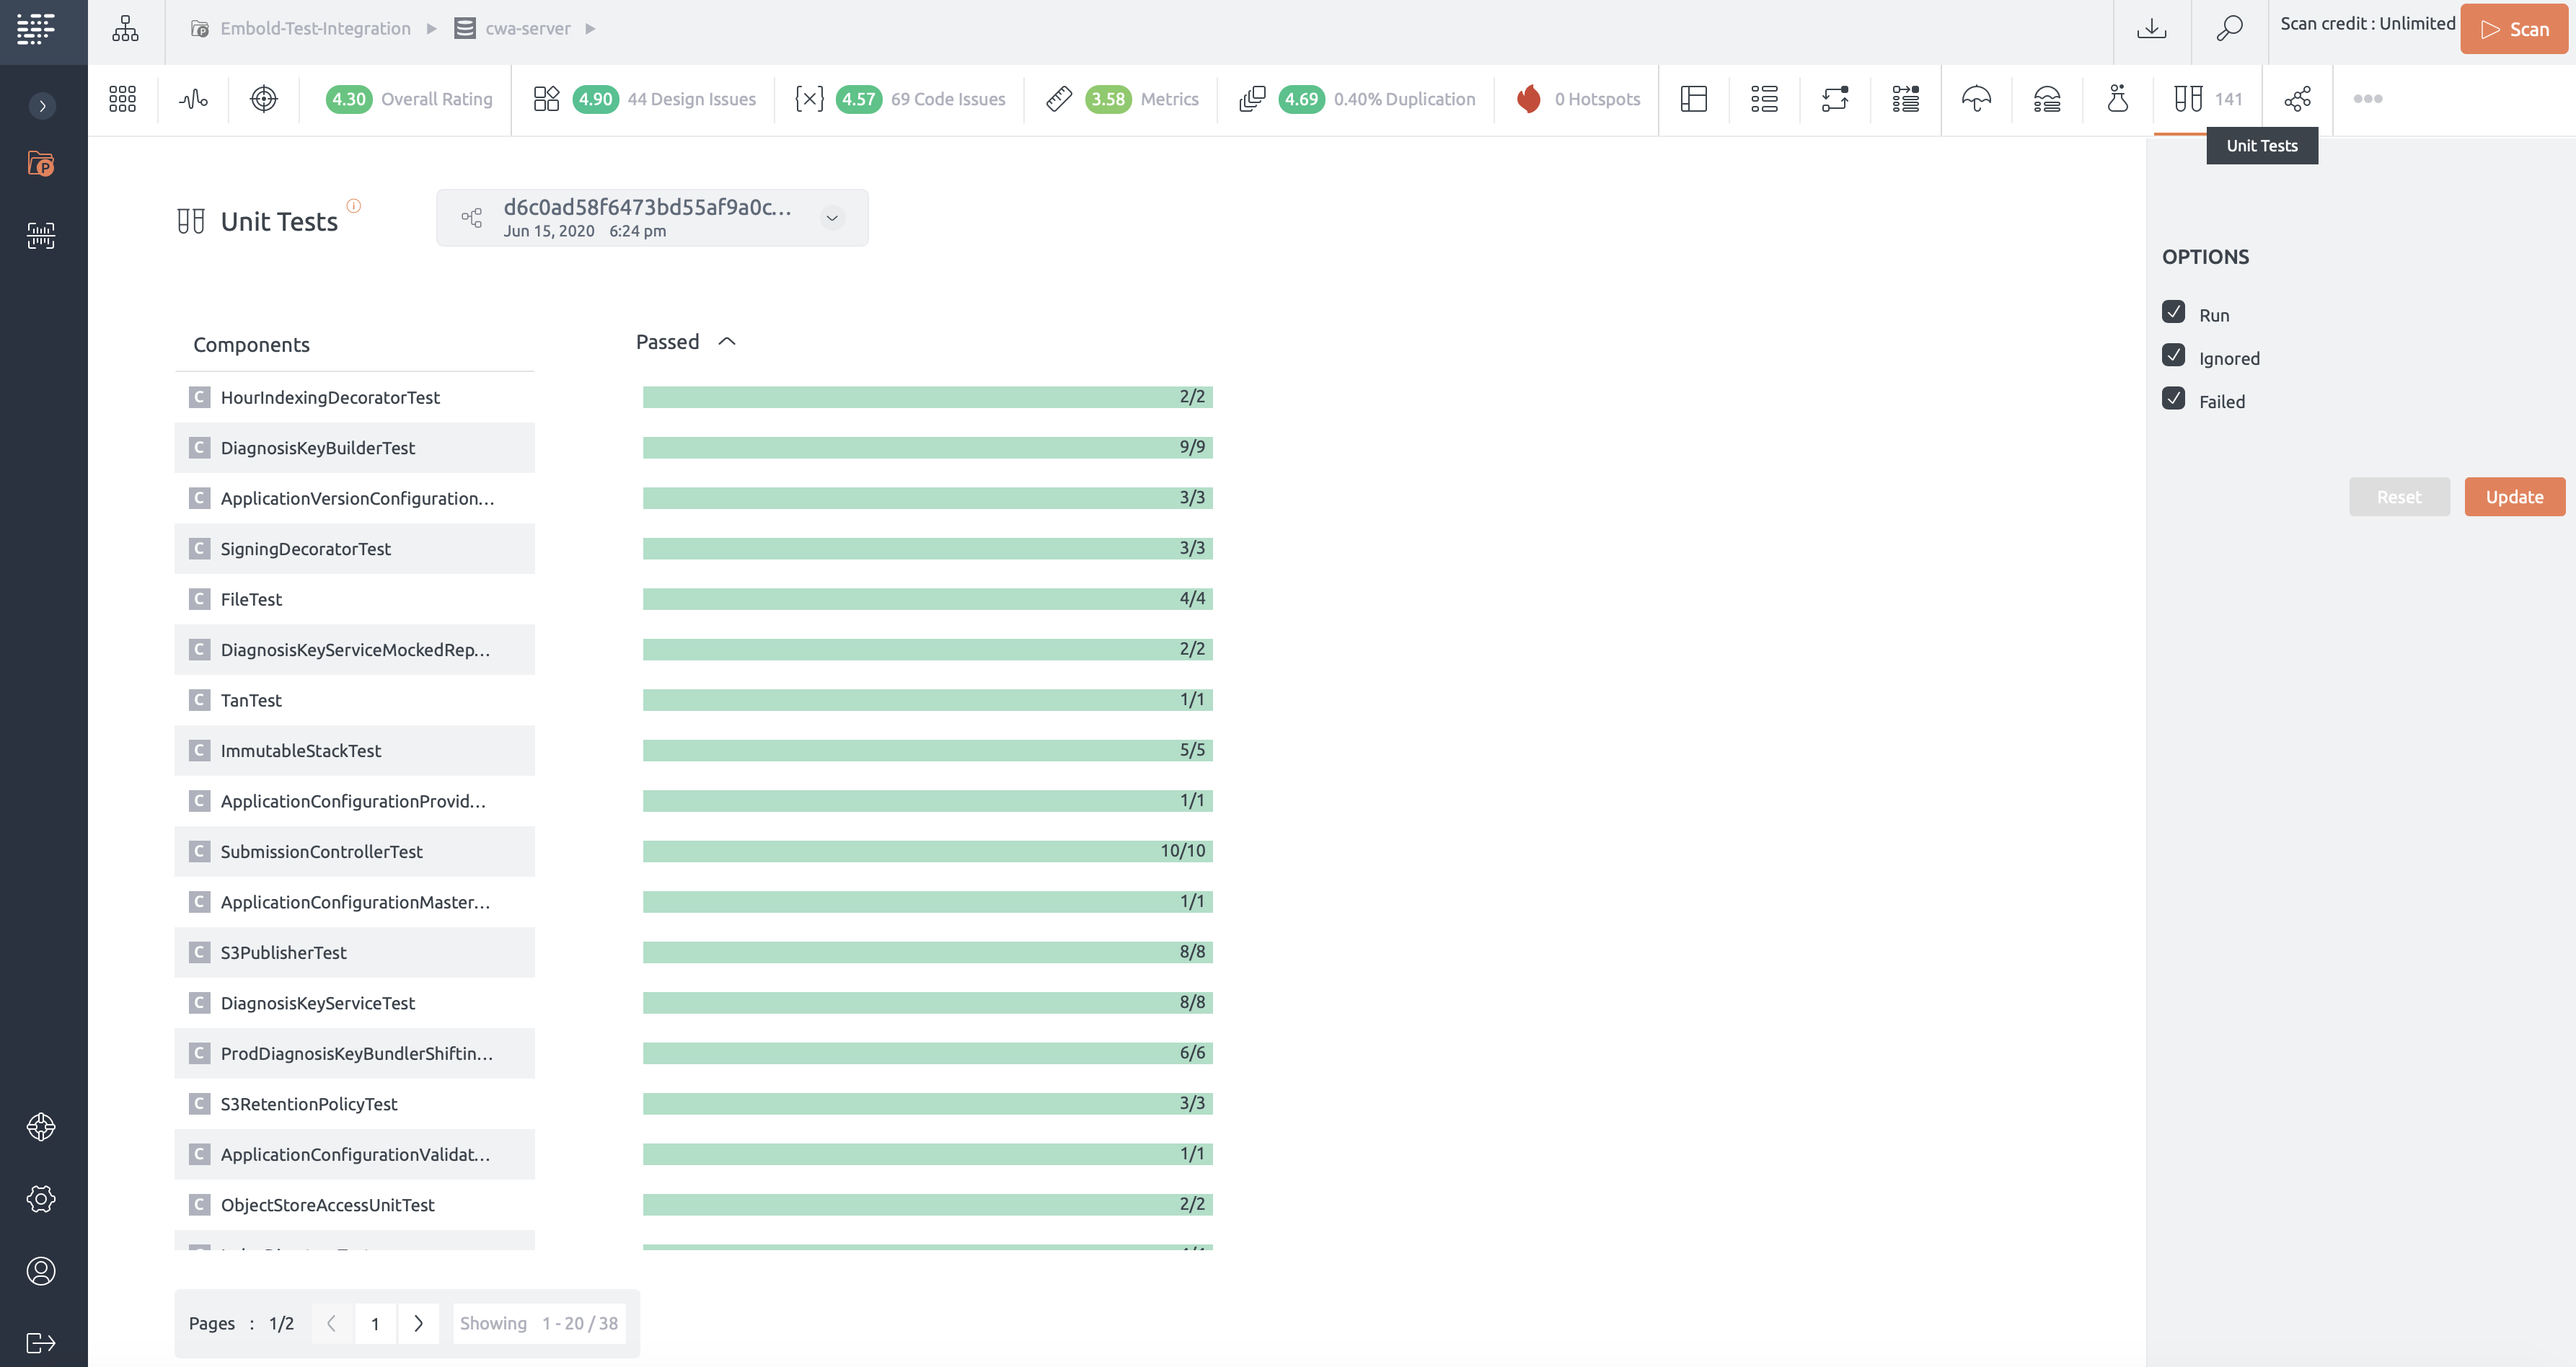 Embold-Test-Integration cwa-server
Scan credit : Unlimited
Scan
4.30 Overall Rating
4.90 44 Design Issues
4.57 69 Code Issues
3.58 Metrics
4.69 0.40% Duplication
0 Hotspots
141
Unit Tests
Unit Tests
d6c0ad58f6473bd55af9a0c...
Jun 15, 2020 6:24 pm
OPTIONS
Run
Ignored
Failed
Reset
Update
Components
Passed
C HourIndexingDecoratorTest 2/2
C DiagnosisKeyBuilderTest 9/9
C ApplicationVersionConfiguration... 3/3
C SigningDecoratorTest 3/3
C FileTest 4/4
C DiagnosisKeyServiceMockedRep... 2/2
C TanTest 1/1
C ImmutableStackTest 5/5
C ApplicationConfigurationProvid... 1/1
C SubmissionControllerTest 10/10
C ApplicationConfigurationMaster... 1/1
C S3PublisherTest 8/8
C DiagnosisKeyServiceTest 8/8
C ProdDiagnosisKeyBundlerShiftin... 6/6
C S3RetentionPolicyTest 3/3
C ApplicationConfigurationValidat... 1/1
C ObjectStoreAccessUnitTest 2/2
Pages : 1/2 1 Showing 1 - 20 / 38